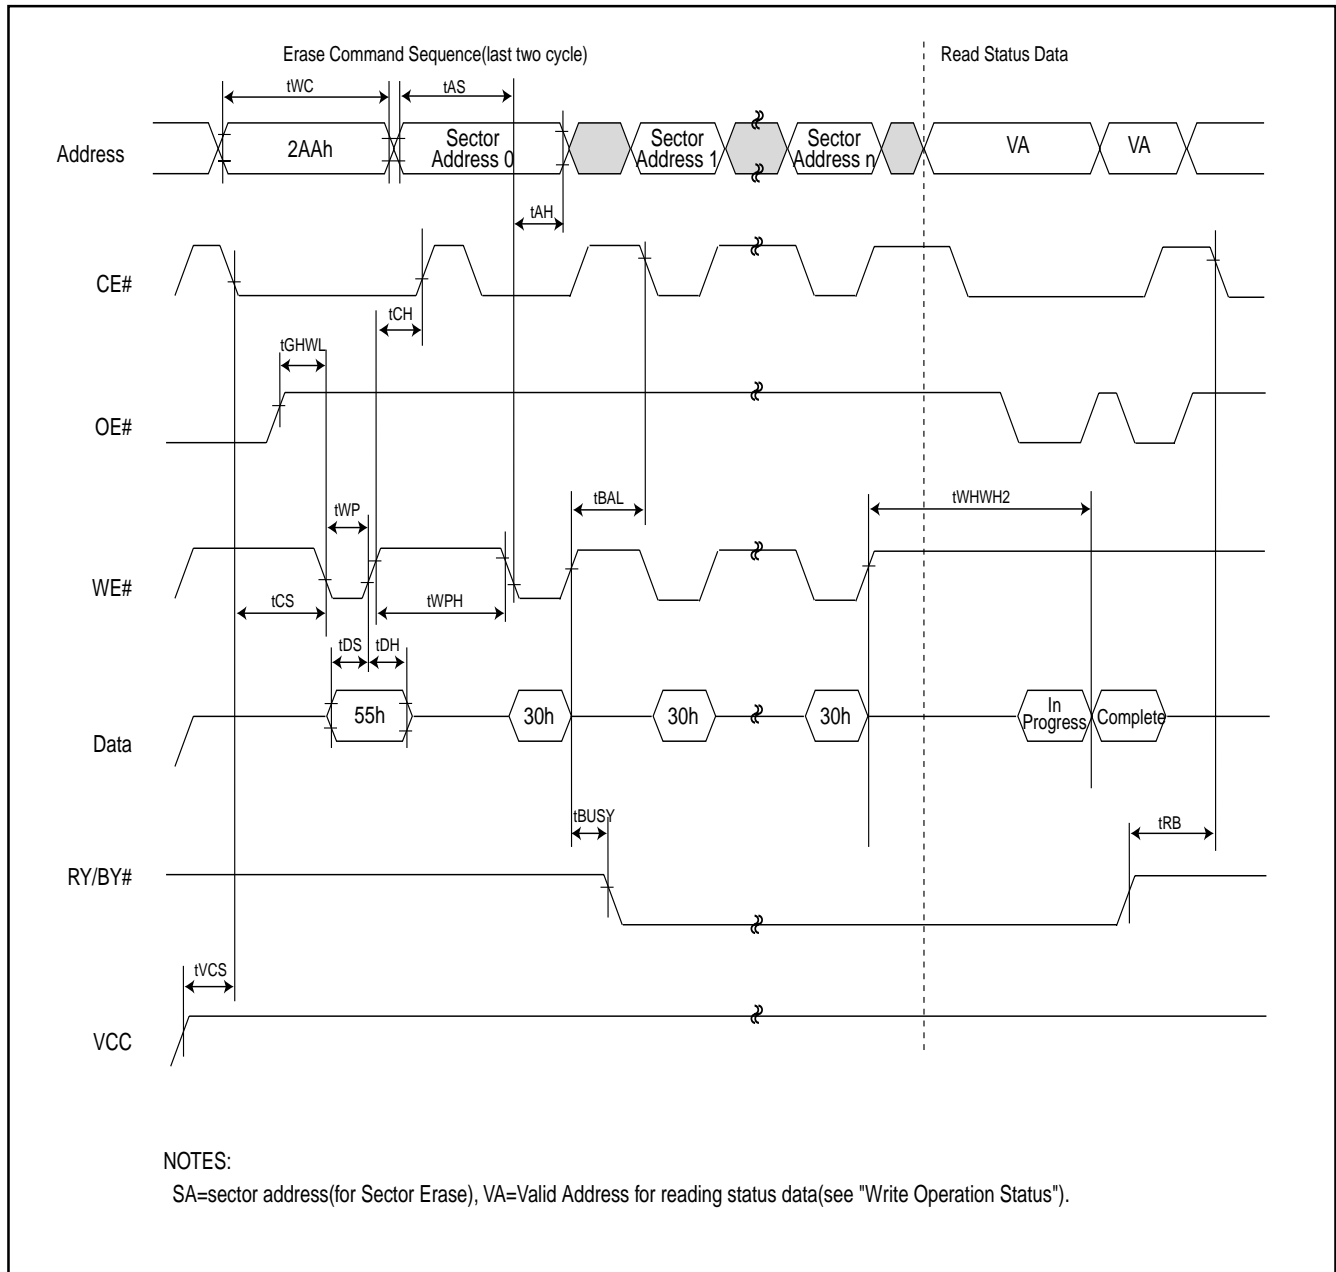 Erase Command Sequence(last two cycle)
Read Status Data
tWC
tAS
Address
2AAh
Sector
Address 0
Sector
Address 1
Sector
Address n
VA
VA
tAH
CE#
tCH
tGHWL
OE#
tBAL
tWHWH2
tWP
WE#
tCS
tWPH
tDS
tDH
Data
55h
30h
30h
30h
In
Progress
Complete
tBUSY
tRB
RY/BY#
tVCS
VCC
NOTES:
SA=sector address(for Sector Erase), VA=Valid Address for reading status data(see "Write Operation Status").